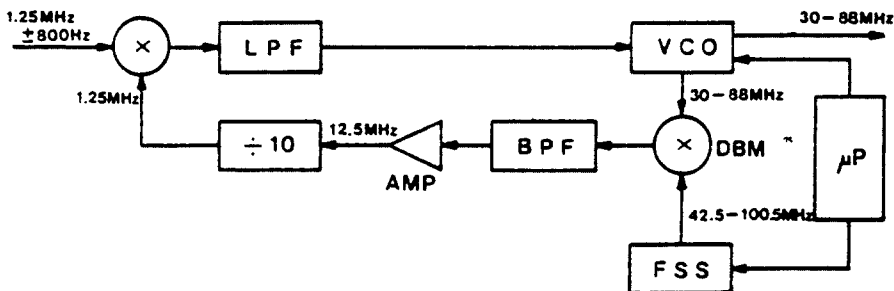 1.25MHz
±800Hz
×
LPF
VCO
30-88MHz
1.25MHz
30-88MHz
÷10
12.5MHz
AMP
BPF
×
DBM
μP
42.5-100.5MHz
FSS